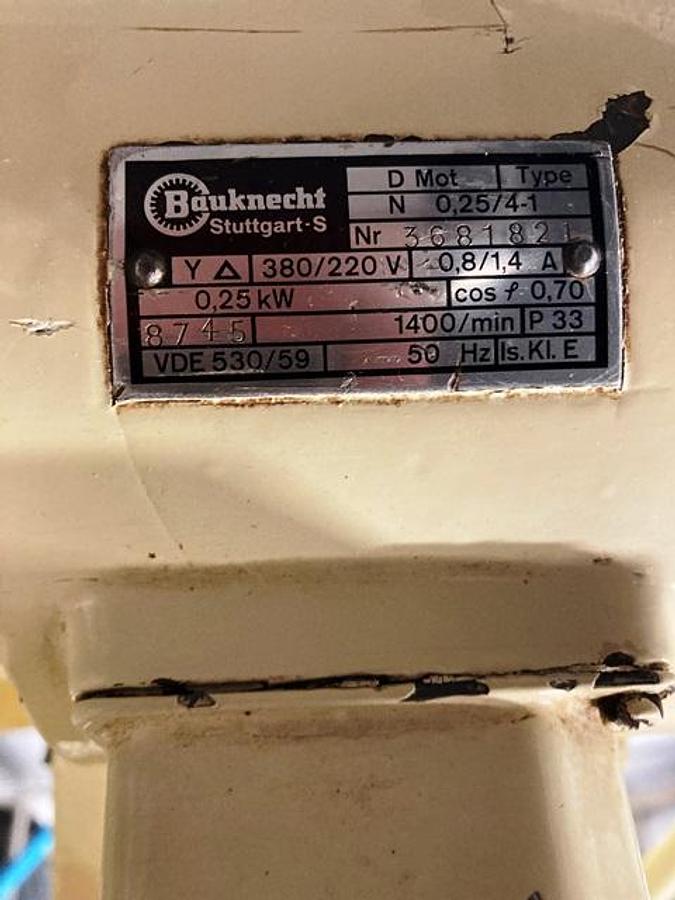 Bauknecht
Stuttgart-S
D Mot Type
N 0,25/4-1
Nr 3681821
Y Δ 380/220 V 0,8/1,4 A
0,25 kW cos φ 0,70
8745 1400/min P 33
VDE 530/59 50 Hz Is. Kl. E